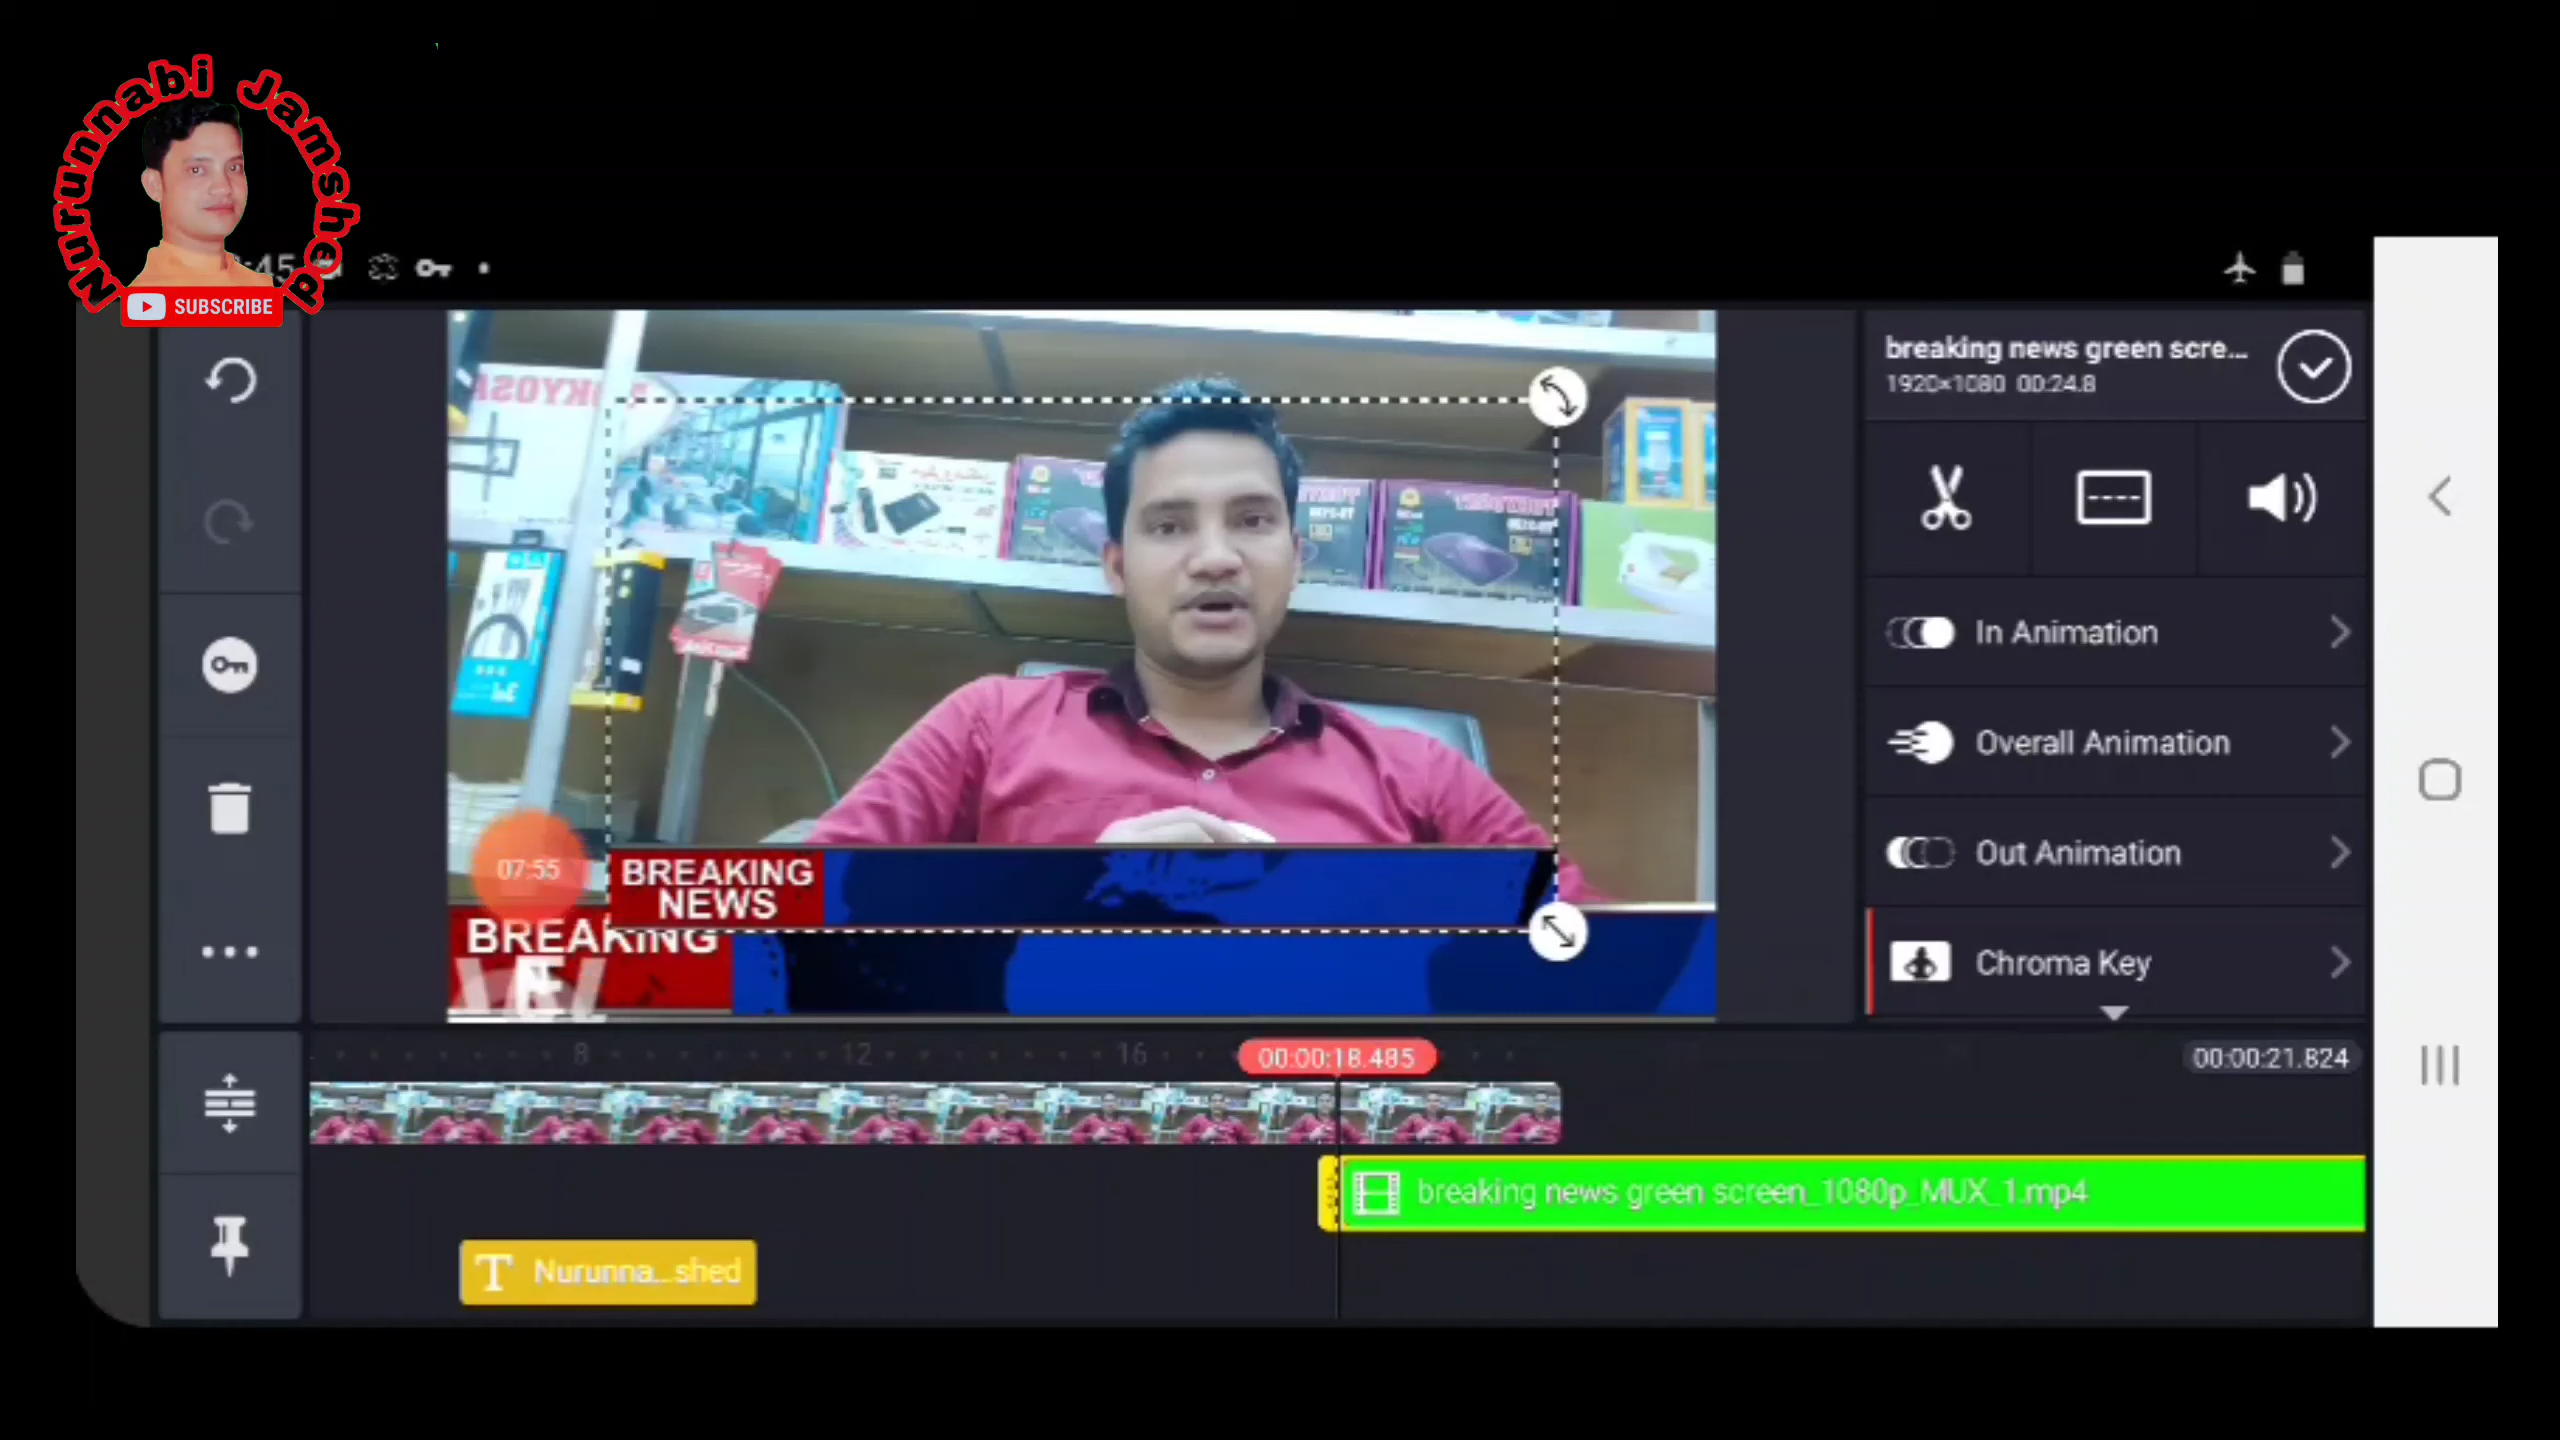 Nurunnabi Jamshed
SUBSCRIBE
:45
breaking news green scre...
1920×1080 00:24.8
In Animation
Overall Animation
Out Animation
Chroma Key
07:55
BREAKING
NEWS
BREAKING
8
12
16
00:00:18.485
00:00:21.824
breaking news green screen_1080p_MUX_1.mp4
T Nurunna...shed